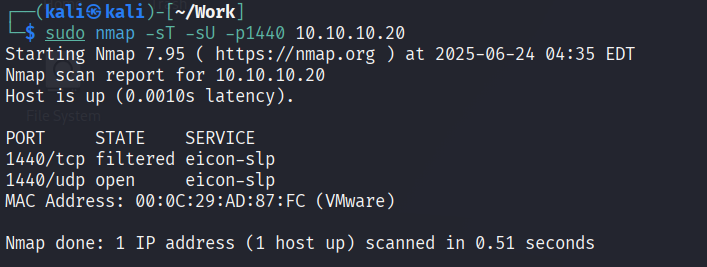 ┌──(kali㉿kali)-[~/Work]
└─$ sudo nmap -sT -sU -p1440 10.10.10.20
Starting Nmap 7.95 ( https://nmap.org ) at 2025-06-24 04:35 EDT
Nmap scan report for 10.10.10.20
Host is up (0.0010s latency).
File System
PORT     STATE    SERVICE
1440/tcp filtered eicon-slp
1440/udp open     eicon-slp
MAC Address: 00:0C:29:AD:87:FC (VMware)
Nmap done: 1 IP address (1 host up) scanned in 0.51 seconds